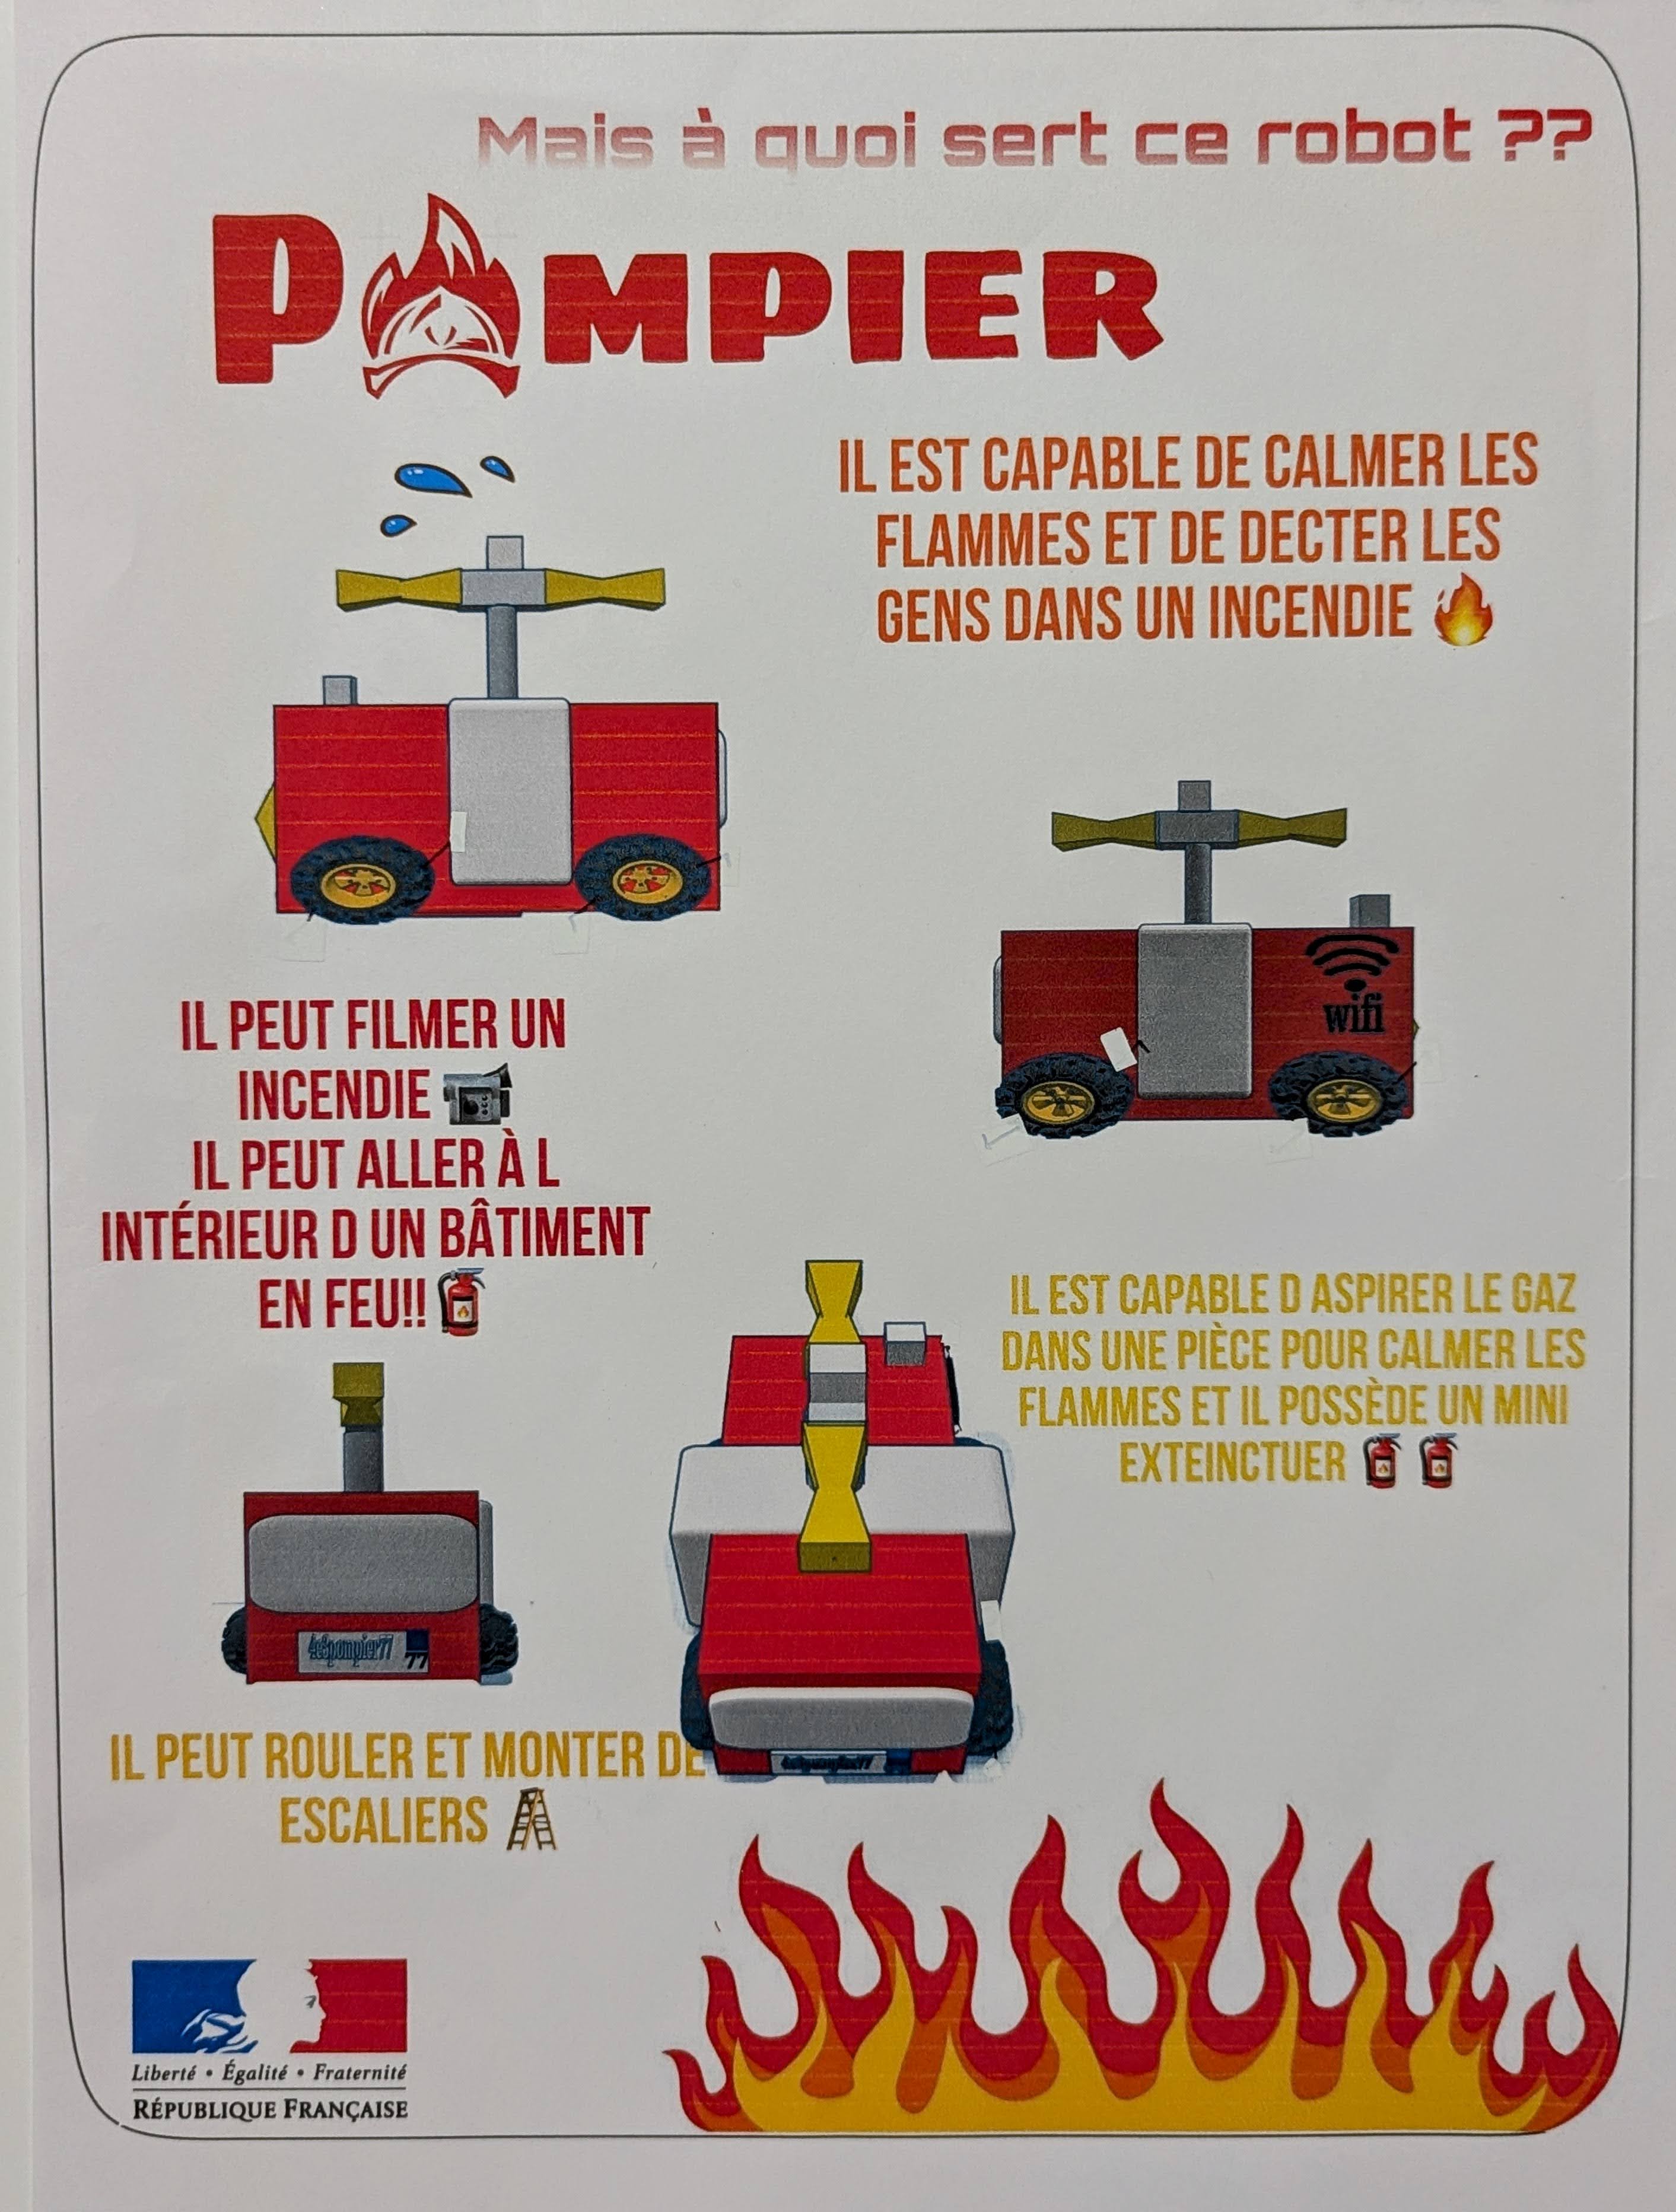 Mais à quoi sert ce robot ??
POMPIER
IL EST CAPABLE DE CALMER LES
FLAMMES ET DE DECTER LES
GENS DANS UN INCENDIE
wifi
IL PEUT FILMER UN
INCENDIE
IL PEUT ALLER À L
INTÉRIEUR D UN BÂTIMENT
EN FEU!!
IL EST CAPABLE D ASPIRER LE GAZ
DANS UNE PIÈCE POUR CALMER LES
FLAMMES ET IL POSSÈDE UN MINI
EXTEINCTUER
77
IL PEUT ROULER ET MONTER DE
ESCALIERS
Liberté • Égalité • Fraternité
RÉPUBLIQUE FRANÇAISE